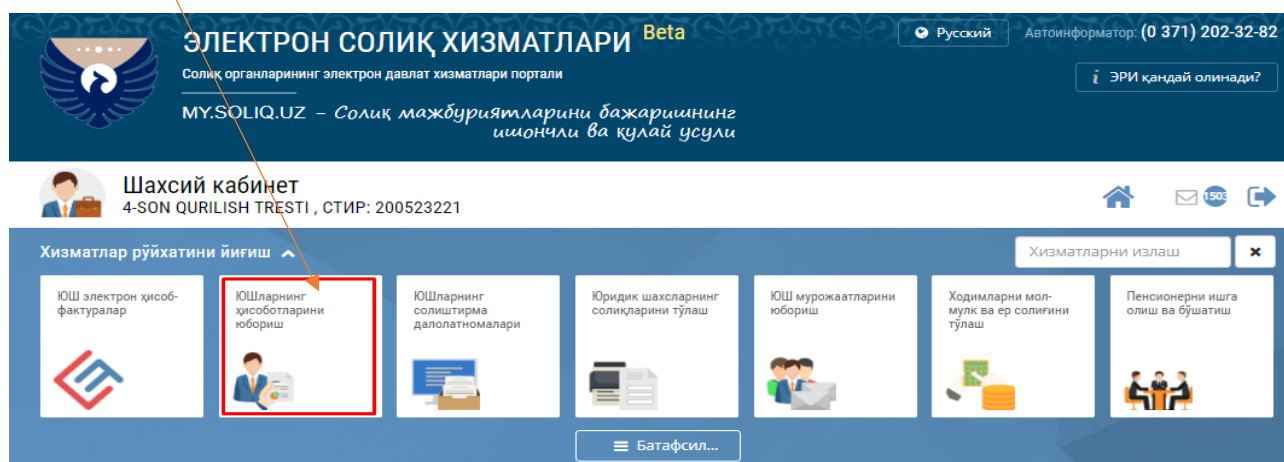 ЭЛЕКТРОН СОЛИҚ ХИЗМАТЛАРИ Beta
Русский
Автоинформатор: (0 371) 202-32-82
Солиқ органларининг электрон давлат хизматлари портали
ЭРИ қандай олинади?
MY.SOLIQ.UZ – Солиқ мажбуриятларини бажаришнинг
ишончли ва қулай усули
Шахсий кабинет
4-SON QURILISH TRESTI , СТИР: 200523221
1503
Хизматлар рўйхатини йиғиш
Хизматларни излаш
ЮШ электрон ҳисоб-
фактуралар
ЮШларнинг
ҳисоботларини
юбориш
ЮШларнинг
солиштирма
далолатномалари
Юридик шахсларнинг
солиқларини тўлаш
ЮШ мурожаатларини
юбориш
Ходимларни мол-
мулк ва ер солиғини
тўлаш
Пенсионерни ишга
олиш ва бўшатиш
Батафсил...